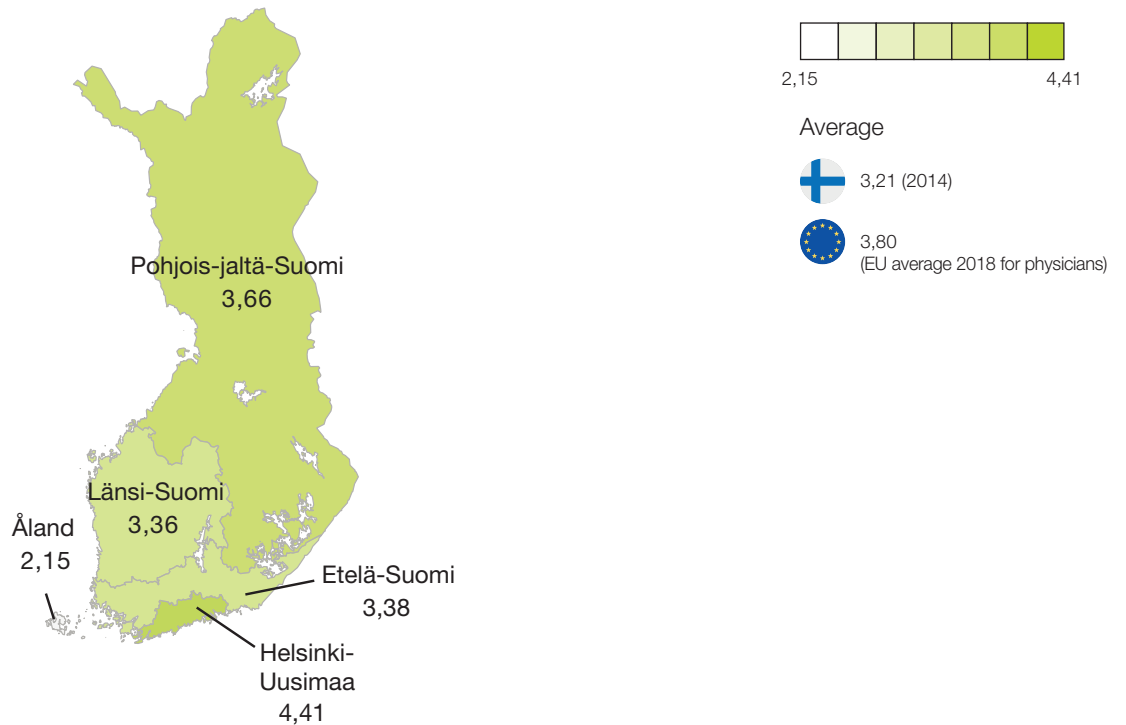 2,15
4,41
Average
3,21 (2014)
3,80
(EU average 2018 for physicians)
Pohjois-jaltä-Suomi
3,66
Länsi-Suomi
3,36
Åland
2,15
Etelä-Suomi
3,38
Helsinki-
Uusimaa
4,41